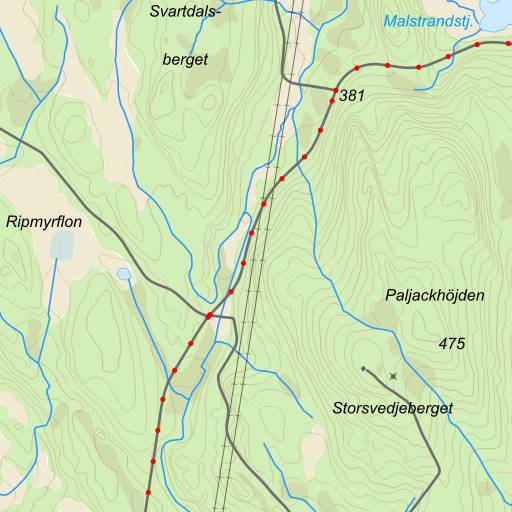 Svartdals-
berget
Malstrandstj.
381
Ripmyrflon
Paljackhöjden
475
Storsvedjeberget